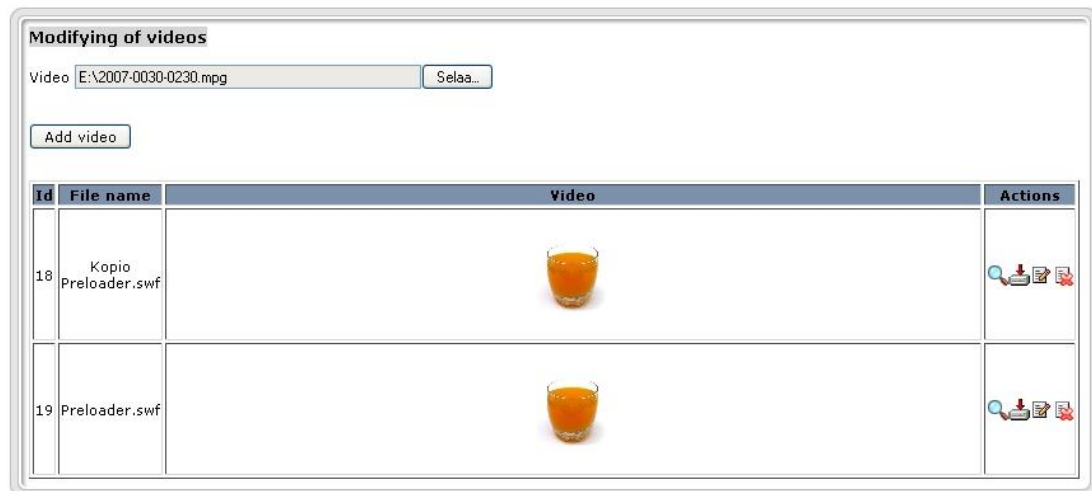 Modifying of videos
Video E:\2007-0030-0230.mpg Selaa...
Add video
Id File name Video Actions
18 Kopio
Preloader.swf
19 Preloader.swf